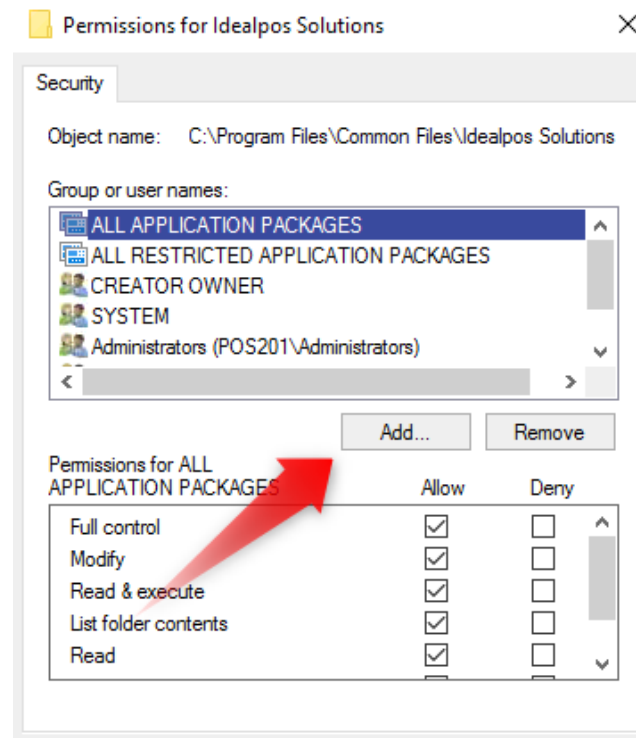 Permissions for Idealpos Solutions
Security
Object name: C:\Program Files\Common Files\Idealpos Solutions
Group or user names:
ALL APPLICATION PACKAGES
ALL RESTRICTED APPLICATION PACKAGES
CREATOR OWNER
SYSTEM
Administrators (POS201\Administrators)
Add... Remove
Permissions for ALL
APPLICATION PACKAGES Allow Deny
Full control
Modify
Read & execute
List folder contents
Read